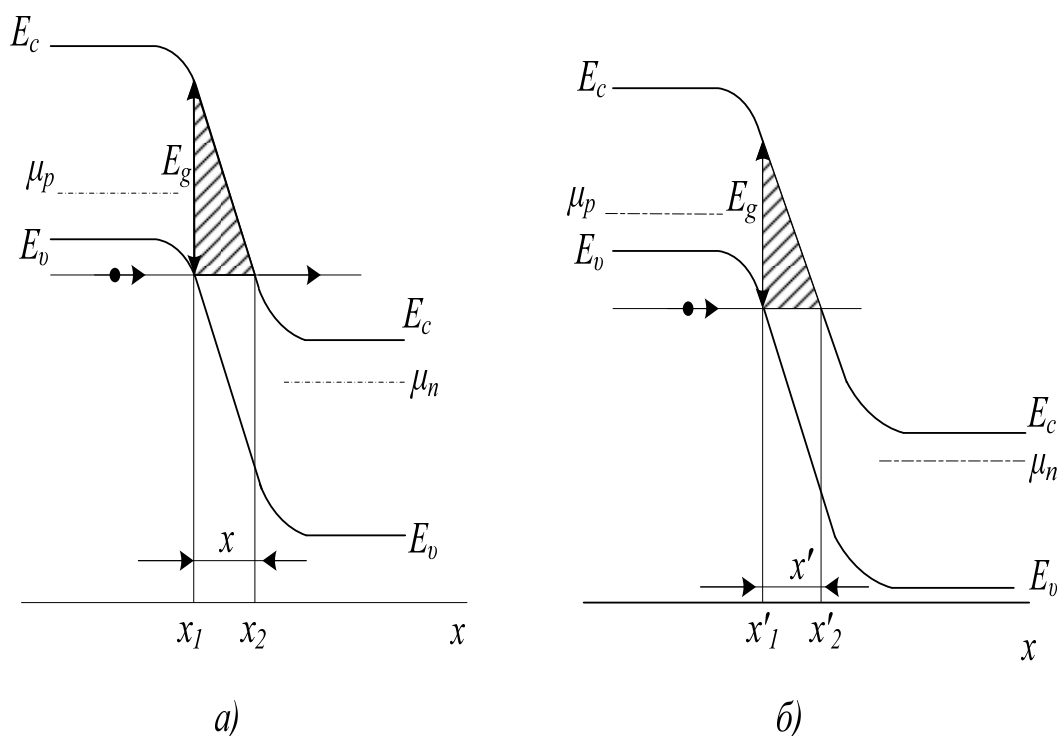 E_c
E_g
μ_p
E_v
E_c
μ_n
E_v
x
x_1
x_2
x
а)
E_c
μ_p
E_g
E_v
E_c
μ_n
x'
E_v
x'_1
x'_2
x
б)